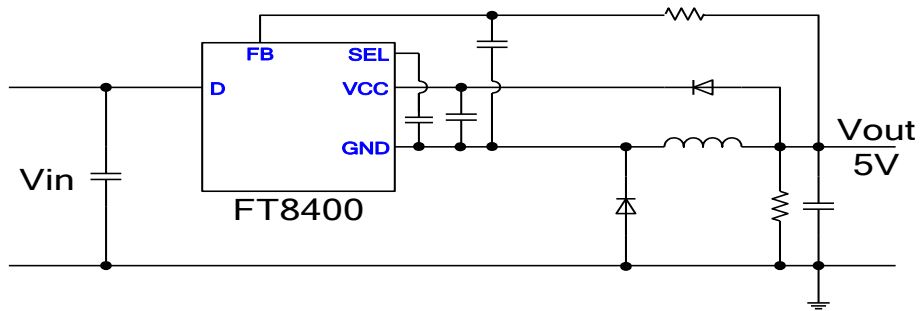 FB
SEL
D
VCC
GND
Vin
FT8400
Vout
5V